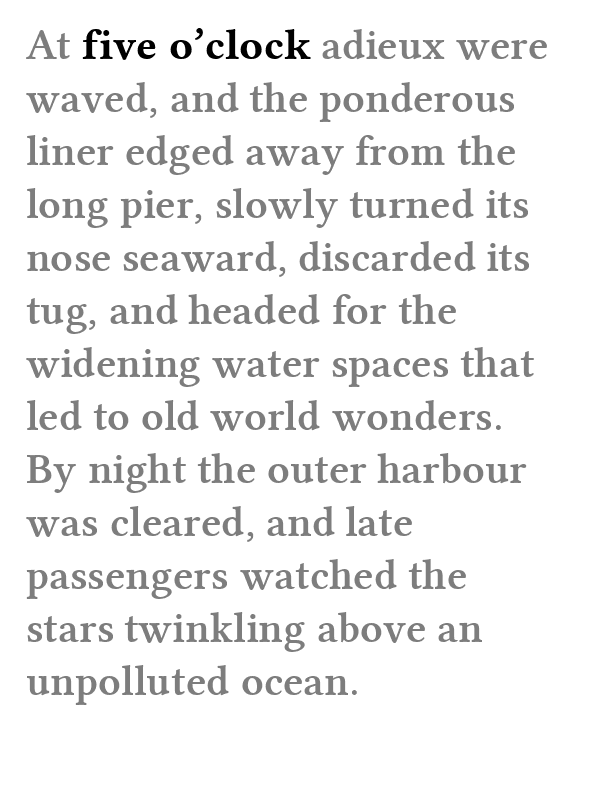 At five o’clock adieux were
waved, and the ponderous
liner edged away from the
long pier, slowly turned its
nose seaward, discarded its
tug, and headed for the
widening water spaces that
led to old world wonders.
By night the outer harbour
was cleared, and late
passengers watched the
stars twinkling above an
unpolluted ocean.